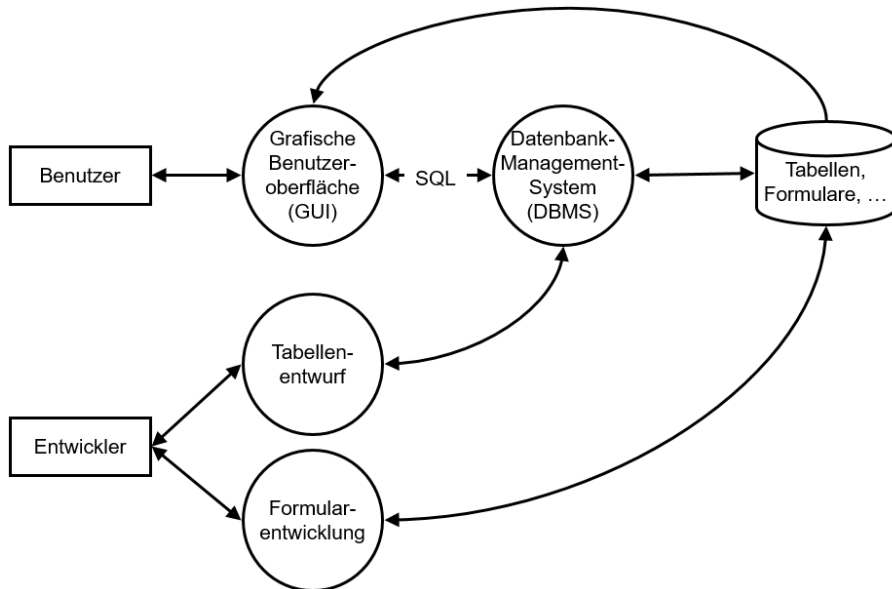 Benutzer
Grafische
Benutzer-
oberfläche
(GUI)
SQL
Datenbank-
Management-
System
(DBMS)
Tabellen,
Formulare, …
Tabellen-
entwurf
Entwickler
Formular-
entwicklung